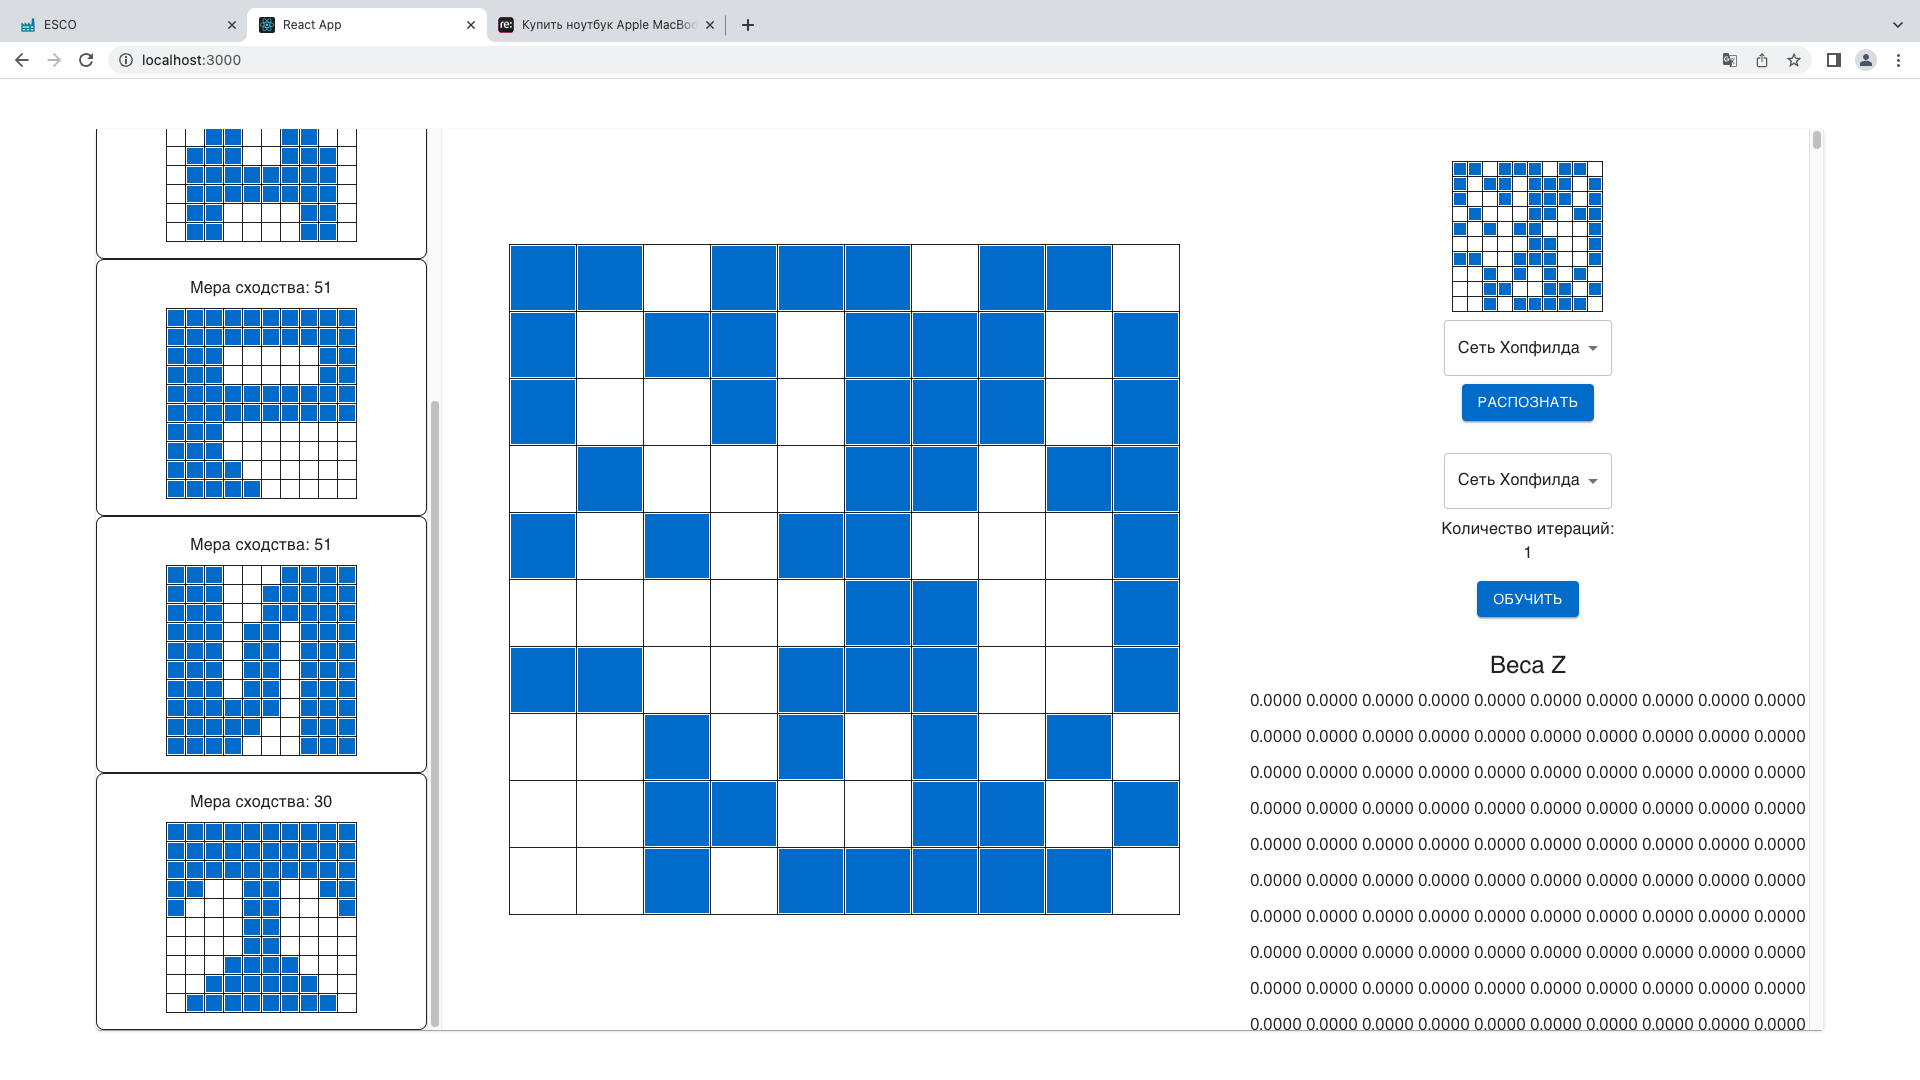 ESCO
React App
Купить ноутбук Apple MacBo
localhost:3000
Мера сходства: 51
Мера сходства: 51
Мера сходства: 30
Сеть Хопфилда
РАСПОЗНАТЬ
Сеть Хопфилда
Количество итераций:
1
ОБУЧИТЬ
Веса Z
0.0000 0.0000 0.0000 0.0000 0.0000 0.0000 0.0000 0.0000 0.0000 0.0000
0.0000 0.0000 0.0000 0.0000 0.0000 0.0000 0.0000 0.0000 0.0000 0.0000
0.0000 0.0000 0.0000 0.0000 0.0000 0.0000 0.0000 0.0000 0.0000 0.0000
0.0000 0.0000 0.0000 0.0000 0.0000 0.0000 0.0000 0.0000 0.0000 0.0000
0.0000 0.0000 0.0000 0.0000 0.0000 0.0000 0.0000 0.0000 0.0000 0.0000
0.0000 0.0000 0.0000 0.0000 0.0000 0.0000 0.0000 0.0000 0.0000 0.0000
0.0000 0.0000 0.0000 0.0000 0.0000 0.0000 0.0000 0.0000 0.0000 0.0000
0.0000 0.0000 0.0000 0.0000 0.0000 0.0000 0.0000 0.0000 0.0000 0.0000
0.0000 0.0000 0.0000 0.0000 0.0000 0.0000 0.0000 0.0000 0.0000 0.0000
0.0000 0.0000 0.0000 0.0000 0.0000 0.0000 0.0000 0.0000 0.0000 0.0000